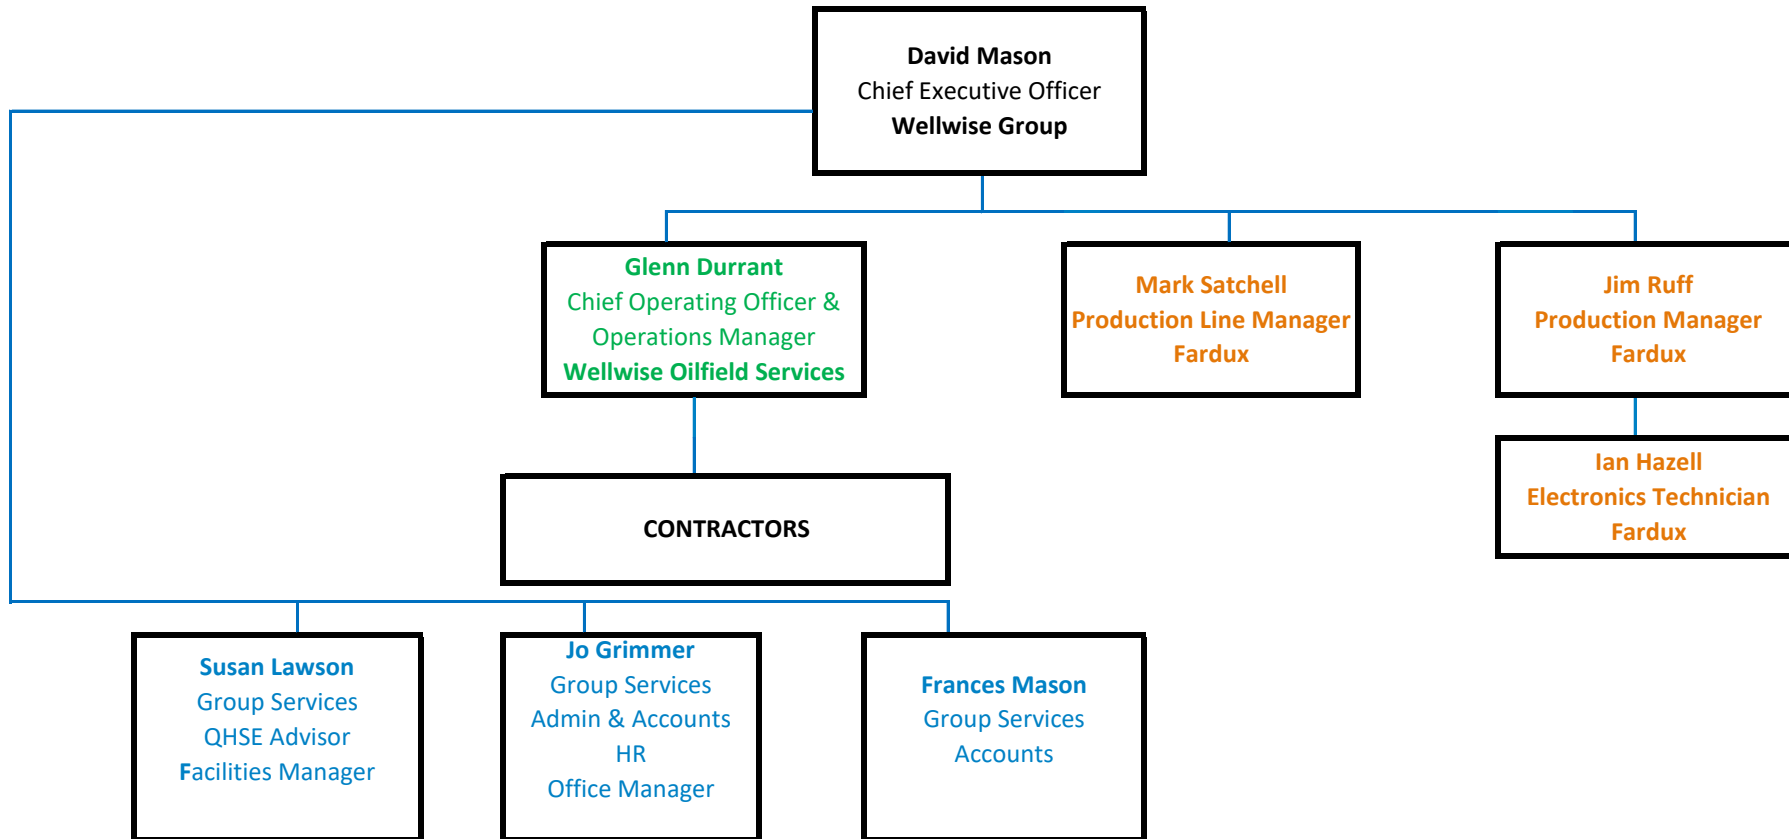 David Mason
Chief Executive Officer
Wellwise Group
Glenn Durrant
Chief Operating Officer &
Operations Manager
Wellwise Oilfield Services
Mark Satchell
Production Line Manager
Fardux
Jim Ruff
Production Manager
Fardux
Ian Hazell
Electronics Technician
Fardux
CONTRACTORS
Susan Lawson
Group Services
QHSE Advisor
Facilities Manager
Jo Grimmer
Group Services
Admin & Accounts
HR
Office Manager
Frances Mason
Group Services
Accounts